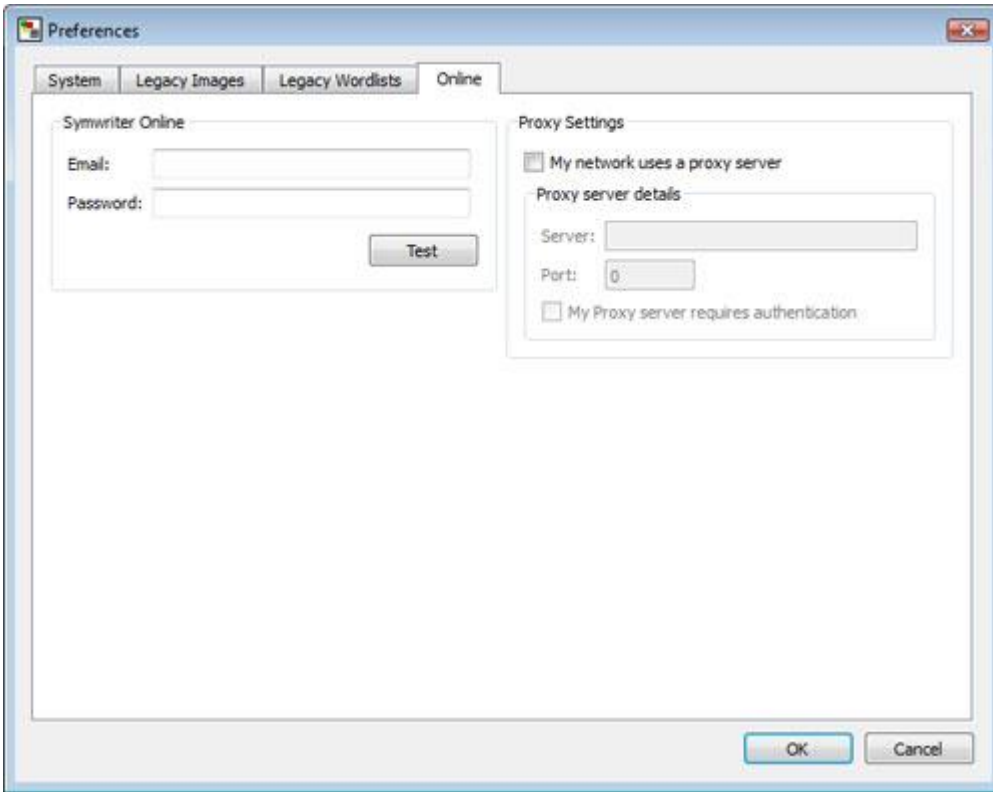 Preferences
System Legacy Images Legacy Wordlists Online
Symwriter Online
Email:
Password:
Test
Proxy Settings
My network uses a proxy server
Proxy server details
Server:
Port: 0
My Proxy server requires authentication
OK Cancel